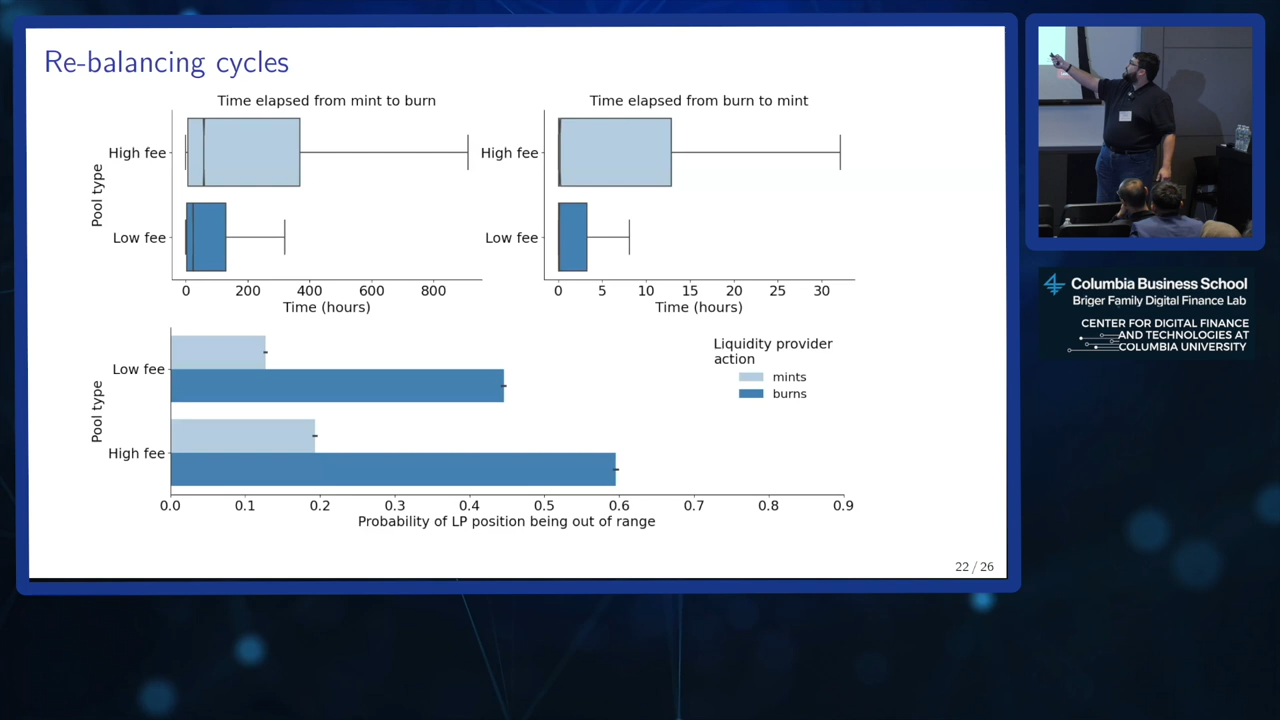 Re-balancing cycles
Time elapsed from mint to burn
Pool type
High fee
Low fee
0 200 400 600 800
Time (hours)
Time elapsed from burn to mint
High fee
Low fee
0 5 10 15 20 25 30
Time (hours)
Pool type
Low fee
High fee
Liquidity provider
action
mints
burns
0.0 0.1 0.2 0.3 0.4 0.5 0.6 0.7 0.8 0.9
Probability of LP position being out of range
22 / 26
Columbia Business School
Briger Family Digital Finance Lab
CENTER FOR DIGITAL FINANCE
AND TECHNOLOGIES AT
COLUMBIA UNIVERSITY